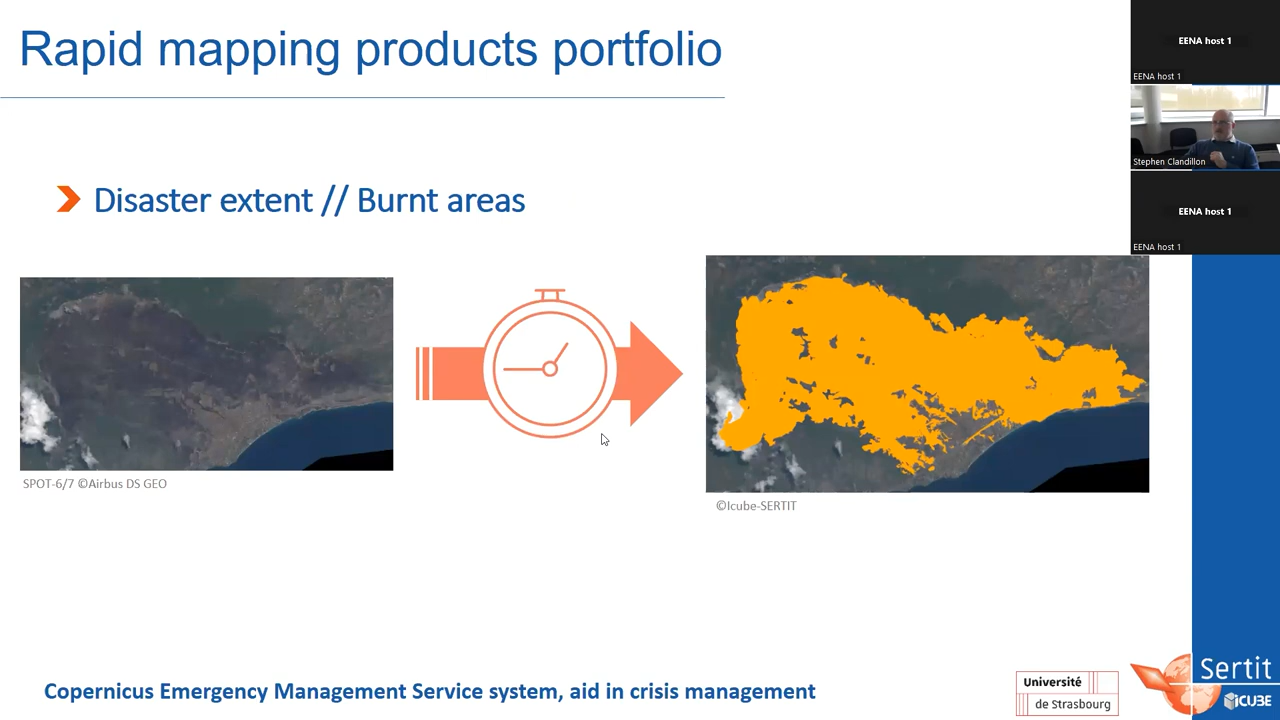 Rapid mapping products portfolio
EENA host 1
EENA host 1
Stephen Clandillon
EENA host 1
EENA host 1
Disaster extent // Burnt areas
SPOT-6/7 ©Airbus DS GEO
©Icube-SERTIT
Copernicus Emergency Management Service system, aid in crisis management
Université
de Strasbourg
Sertit
iCUBE